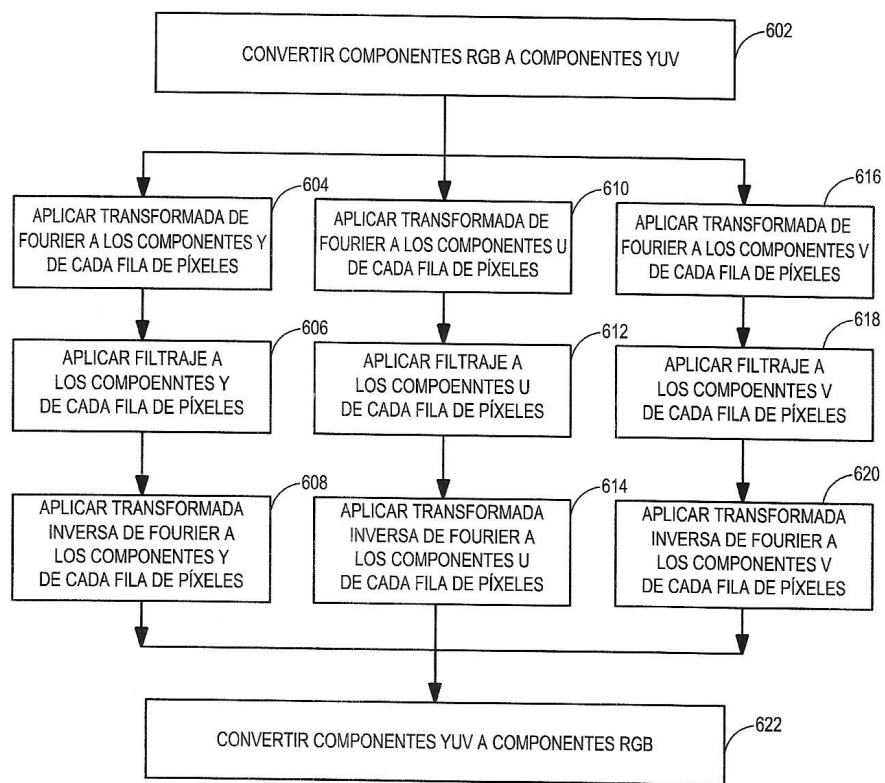 CONVERTIR COMPONENTES RGB A COMPONENTES YUV
602
604
APLICAR TRANSFORMADA DE
FOURIER A LOS COMPONENTES Y
DE CADA FILA DE PÍXELES
610
APLICAR TRANSFORMADA DE
FOURIER A LOS COMPONENTES U
DE CADA FILA DE PÍXELES
616
APLICAR TRANSFORMADA DE
FOURIER A LOS COMPONENTES V
DE CADA FILA DE PÍXELES
606
APLICAR FILTRAJE A
LOS COMPOENNTES Y
DE CADA FILA DE PÍXELES
612
APLICAR FILTRAJE A
LOS COMPOENNTES U
DE CADA FILA DE PÍXELES
618
APLICAR FILTRAJE A
LOS COMPOENNTES V
DE CADA FILA DE PÍXELES
608
APLICAR TRANSFORMADA
INVERSA DE FOURIER A
LOS COMPONENTES Y
DE CADA FILA DE PÍXELES
614
APLICAR TRANSFORMADA
INVERSA DE FOURIER A
LOS COMPONENTES U
DE CADA FILA DE PÍXELES
620
APLICAR TRANSFORMADA
INVERSA DE FOURIER A
LOS COMPONENTES V
DE CADA FILA DE PÍXELES
622
CONVERTIR COMPONENTES YUV A COMPONENTES RGB